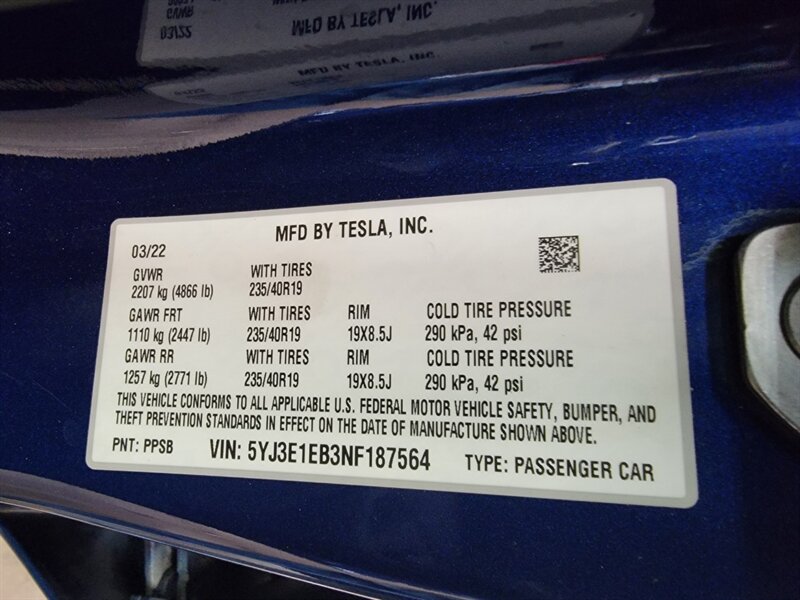 MFD BY TESLA, INC.
03/22
GVWR WITH TIRES
2207 kg (4866 lb) 235/40R19
GAWR FRT WITH TIRES RIM COLD TIRE PRESSURE
1110 kg (2447 lb) 235/40R19 19X8.5J 290 kPa, 42 psi
GAWR RR WITH TIRES RIM COLD TIRE PRESSURE
1257 kg (2771 lb) 235/40R19 19X8.5J 290 kPa, 42 psi
THIS VEHICLE CONFORMS TO ALL APPLICABLE U.S. FEDERAL MOTOR VEHICLE SAFETY, BUMPER, AND
THEFT PREVENTION STANDARDS IN EFFECT ON THE DATE OF MANUFACTURE SHOWN ABOVE.
PNT: PPSB VIN: 5YJ3E1EB3NF187564 TYPE: PASSENGER CAR